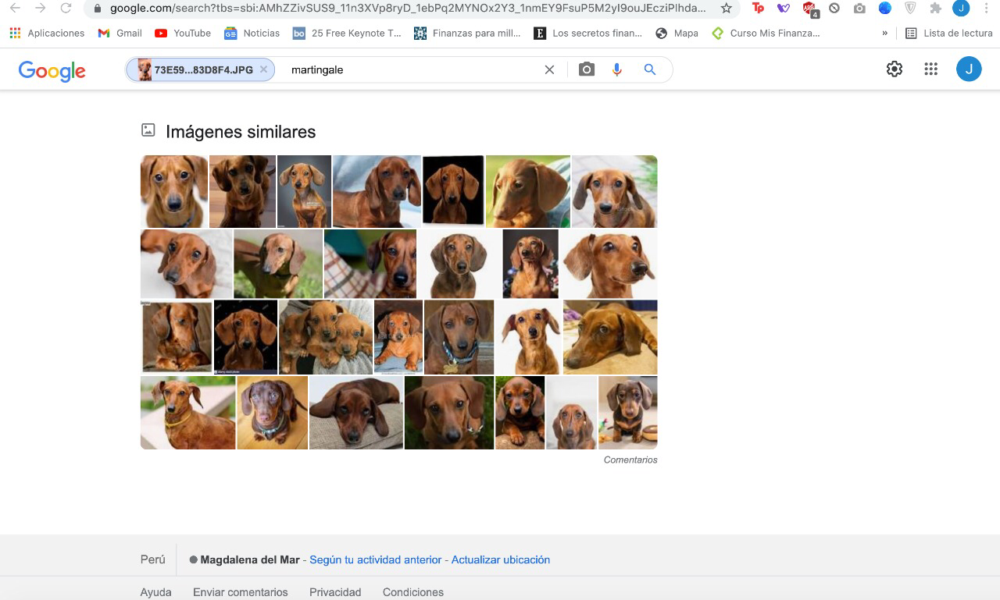 google.com/search?tbs=sbi:AMhZZivSUS9_11n3XVp8ryD_1ebPq2MYNOx2Y3_1nmEY9FsuP5M2yI9ouJEcziPlhda...
4
J
Aplicaciones
Gmail
YouTube
Noticias
25 Free Keynote T...
Finanzas para mill...
Los secretos finan...
Mapa
Curso Mis Finanza...
»
Lista de lectura
Google
73E59...83D8F4.JPG
martingale
J
Imágenes similares
Comentarios
Perú
Magdalena del Mar - Según tu actividad anterior - Actualizar ubicación
Ayuda
Enviar comentarios
Privacidad
Condiciones